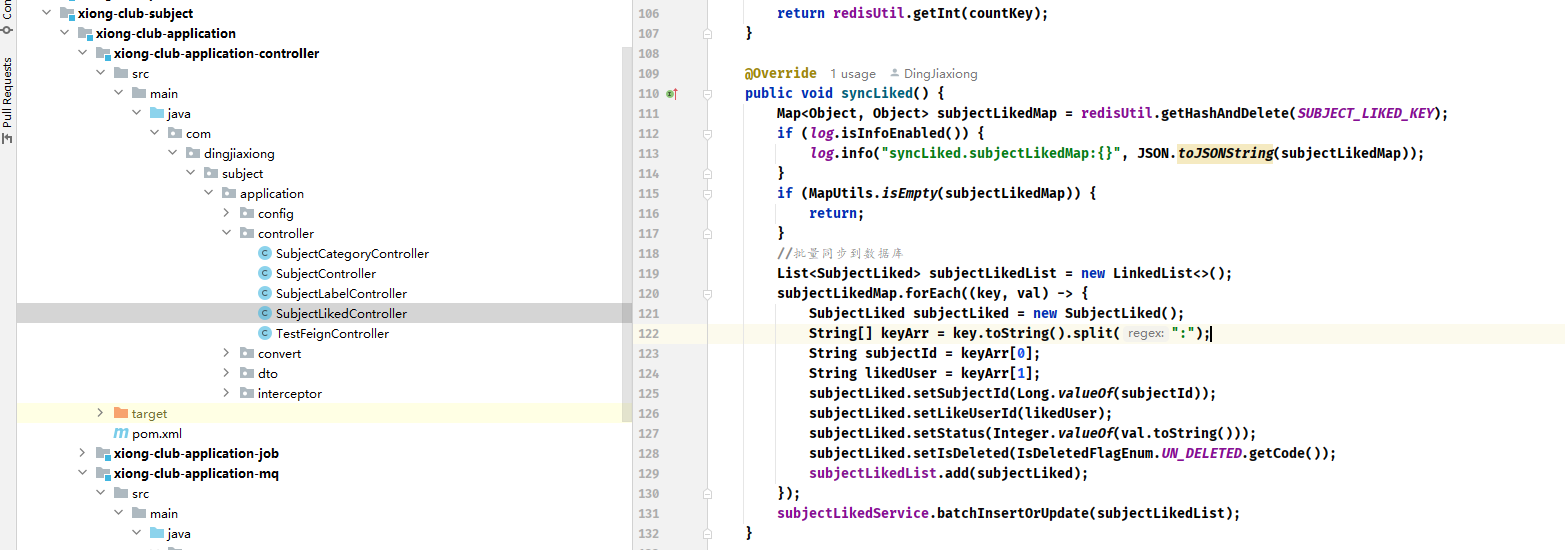 Con
Pull Requests
xiong-club-subject
xiong-club-application
xiong-club-application-controller
src
main
java
com
dingjiaxiong
subject
application
config
controller
SubjectCategoryController
SubjectController
SubjectLabelController
SubjectLikedController
TestFeignController
convert
dto
interceptor
target
pom.xml
xiong-club-application-job
xiong-club-application-mq
src
main
java
106 return redisUtil.getInt(countKey);
107 }
108
109 @Override 1 usage DingJiaxiong
110 public void syncLiked() {
111 Map<Object, Object> subjectLikedMap = redisUtil.getHashAndDelete(SUBJECT_LIKED_KEY);
112 if (log.isInfoEnabled()) {
113 log.info("syncLiked.subjectLikedMap:{}", JSON.toJSONString(subjectLikedMap));
114 }
115 if (MapUtils.isEmpty(subjectLikedMap)) {
116 return;
117 }
118 //批量同步到数据库
119 List<SubjectLiked> subjectLikedList = new LinkedList<>();
120 subjectLikedMap.forEach((key, val) -> {
121 SubjectLiked subjectLiked = new SubjectLiked();
122 String[] keyArr = key.toString().split( regex: ":");
123 String subjectId = keyArr[0];
124 String likedUser = keyArr[1];
125 subjectLiked.setSubjectId(Long.valueOf(subjectId));
126 subjectLiked.setLikeUserId(likedUser);
127 subjectLiked.setStatus(Integer.valueOf(val.toString()));
128 subjectLiked.setIsDeleted(IsDeletedFlagEnum.UN_DELETED.getCode());
129 subjectLikedList.add(subjectLiked);
130 });
131 subjectLikedService.batchInsertOrUpdate(subjectLikedList);
132 }